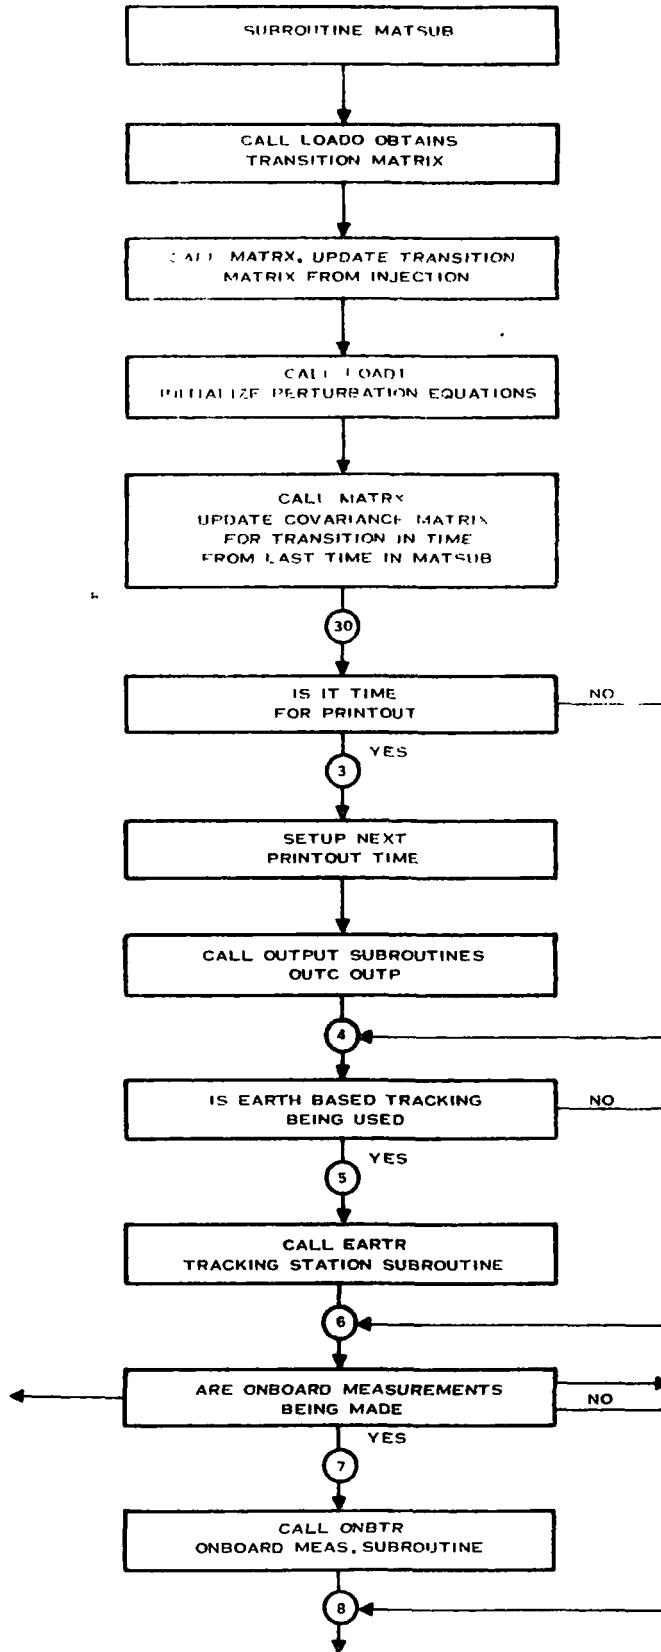 SUBROUTINE MATSUB
CALL LOADO OBTAINS
TRANSITION MATRIX
CALL MATRX, UPDATE TRANSITION
MATRIX FROM INJECTION
CALL LOAD1
INITIALIZE PERTURBATION EQUATIONS
CALL MATRX
UPDATE COVARIANCE MATRIX
FOR TRANSITION IN TIME
FROM LAST TIME IN MATSUB
30
IS IT TIME
FOR PRINTOUT
NO
YES
3
SETUP NEXT
PRINTOUT TIME
CALL OUTPUT SUBROUTINES
OUTC OUTP
4
IS EARTH BASED TRACKING
BEING USED
NO
YES
5
CALL EARTR
TRACKING STATION SUBROUTINE
6
ARE ONBOARD MEASUREMENTS
BEING MADE
NO
YES
7
CALL ONBTR
ONBOARD MEAS. SUBROUTINE
8